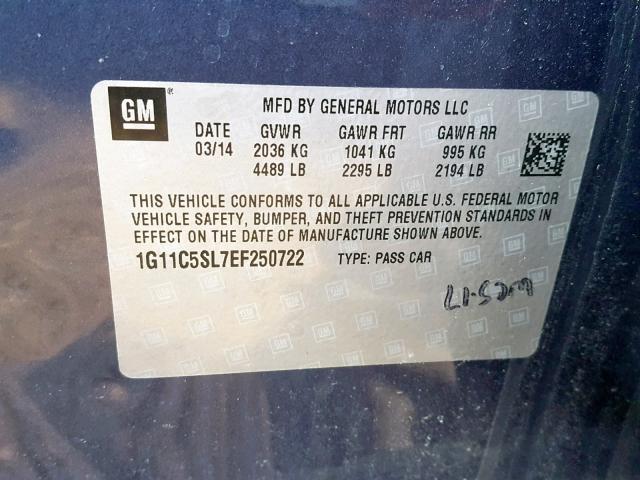 GM
MFD BY GENERAL MOTORS LLC
DATE GVWR GAWR FRT GAWR RR
03/14 2036 KG 1041 KG 995 KG
4489 LB 2295 LB 2194 LB
THIS VEHICLE CONFORMS TO ALL APPLICABLE U.S. FEDERAL MOTOR
VEHICLE SAFETY, BUMPER, AND THEFT PREVENTION STANDARDS IN
EFFECT ON THE DATE OF MANUFACTURE SHOWN ABOVE.
1G11C5SL7EF250722 TYPE: PASS CAR